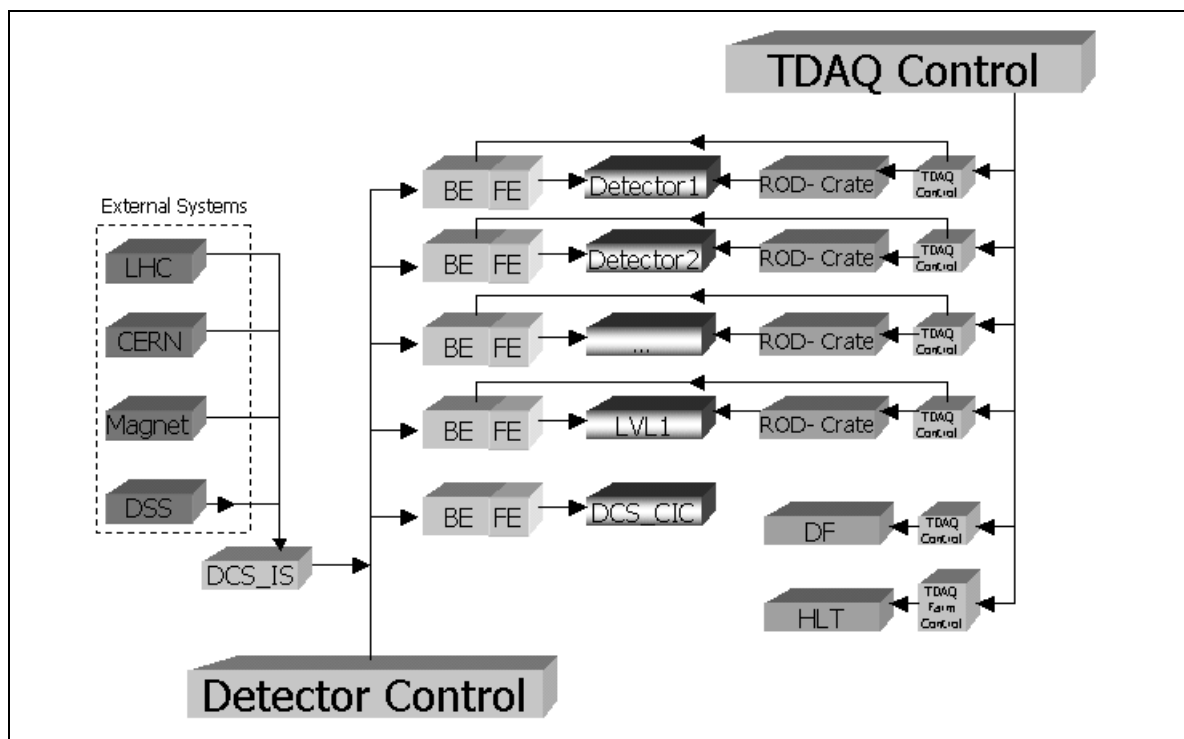 TDAQ Control
BE FE Detector1 ROD- Crate TDAQ
Control
External Systems
LHC
BE FE Detector2 ROD- Crate TDAQ
Control
CERN
BE FE ... ROD- Crate TDAQ
Control
Magnet
BE FE LVL1 ROD- Crate TDAQ
Control
DSS
BE FE DCS_CIC
DF TDAQ
Control
DCS_IS
HLT TDAQ
Farm
Control
Detector Control